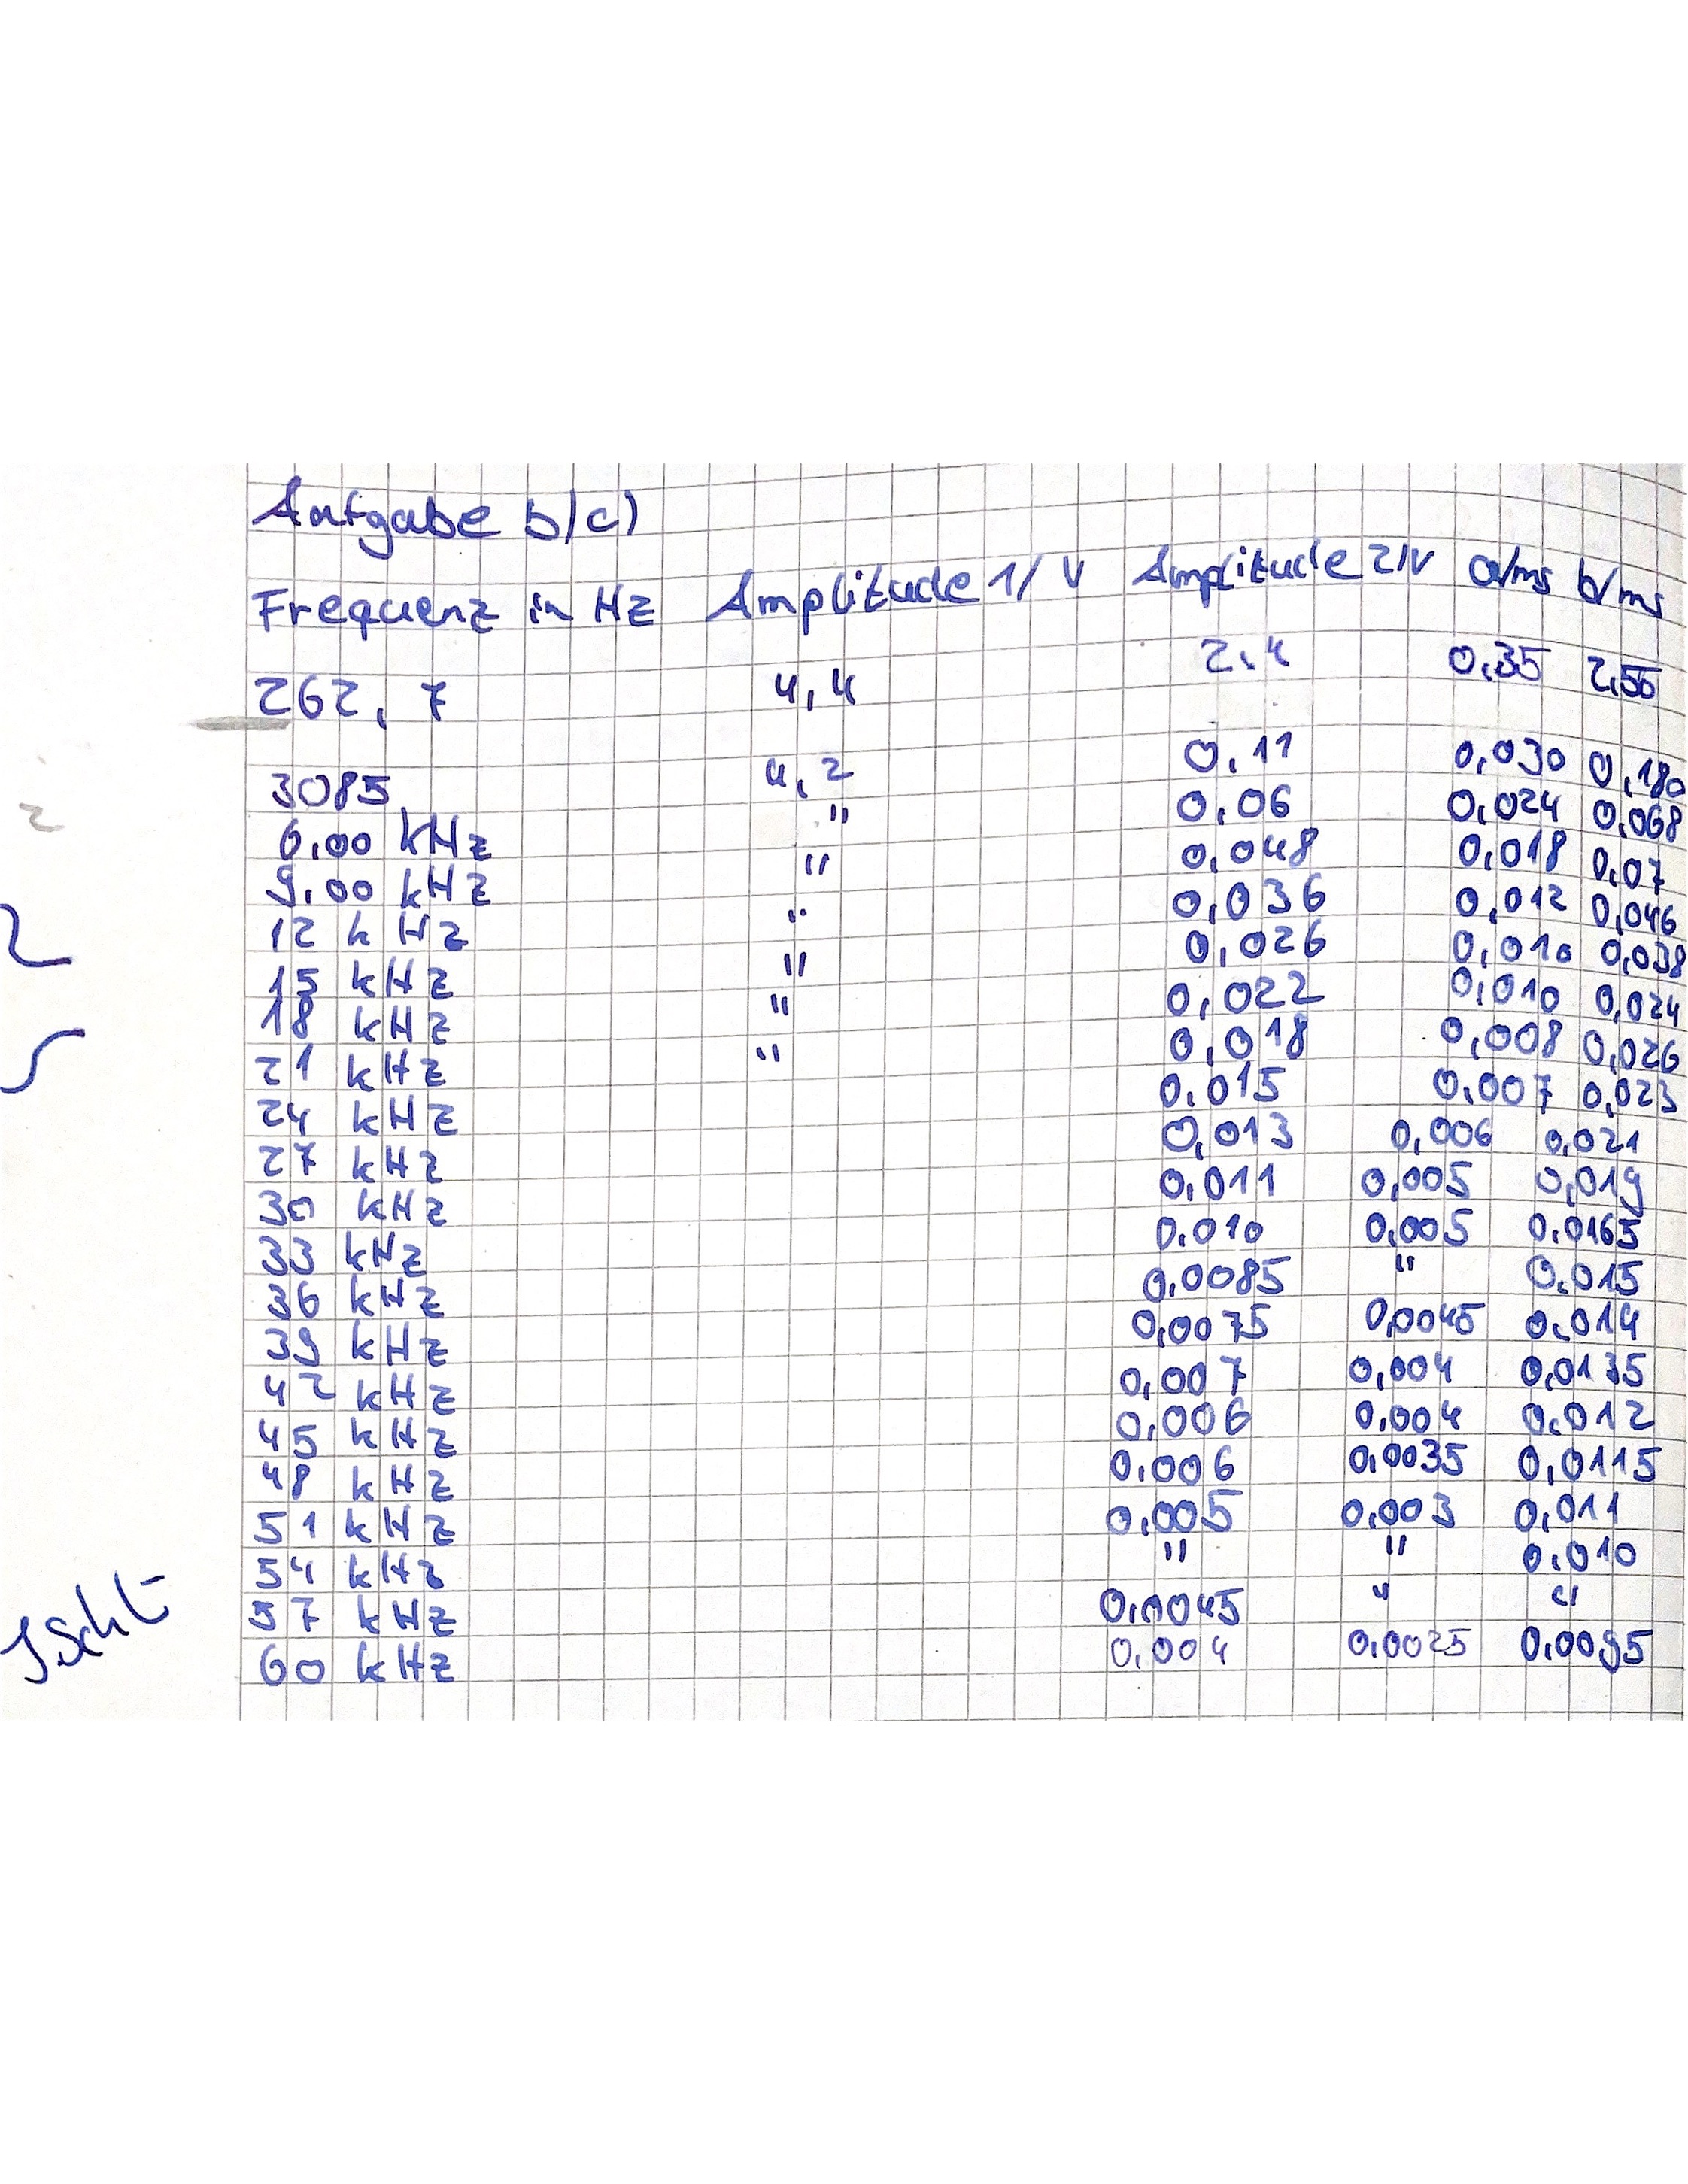 Aufgabe b/c)
Frequenz in Hz Amplitude 1/V Amplitude 2/V a/ms b/ms
262,7 4,4 2,4 0,35 2,55
3085 4,2 0,11 0,030 0,180
6,00 kHz " 0,06 0,024 0,068
9,00 kHz " 0,048 0,018 0,07
12 kHz " 0,036 0,012 0,046
15 kHz " 0,026 0,010 0,038
18 kHz " 0,022 0,010 0,024
21 kHz " 0,018 0,008 0,026
24 kHz 0,015 0,007 0,023
27 kHz 0,013 0,006 0,021
30 kHz 0,011 0,005 0,019
33 kHz 0,010 0,005 0,0165
36 kHz 0,0085 " 0,015
39 kHz 0,0075 0,0045 0,014
42 kHz 0,007 0,004 0,0135
45 kHz 0,006 0,004 0,012
48 kHz 0,006 0,0035 0,0115
51 kHz 0,005 0,003 0,011
54 kHz " " 0,010
57 kHz 0,0045 " "
60 kHz 0,004 0,0025 0,0095